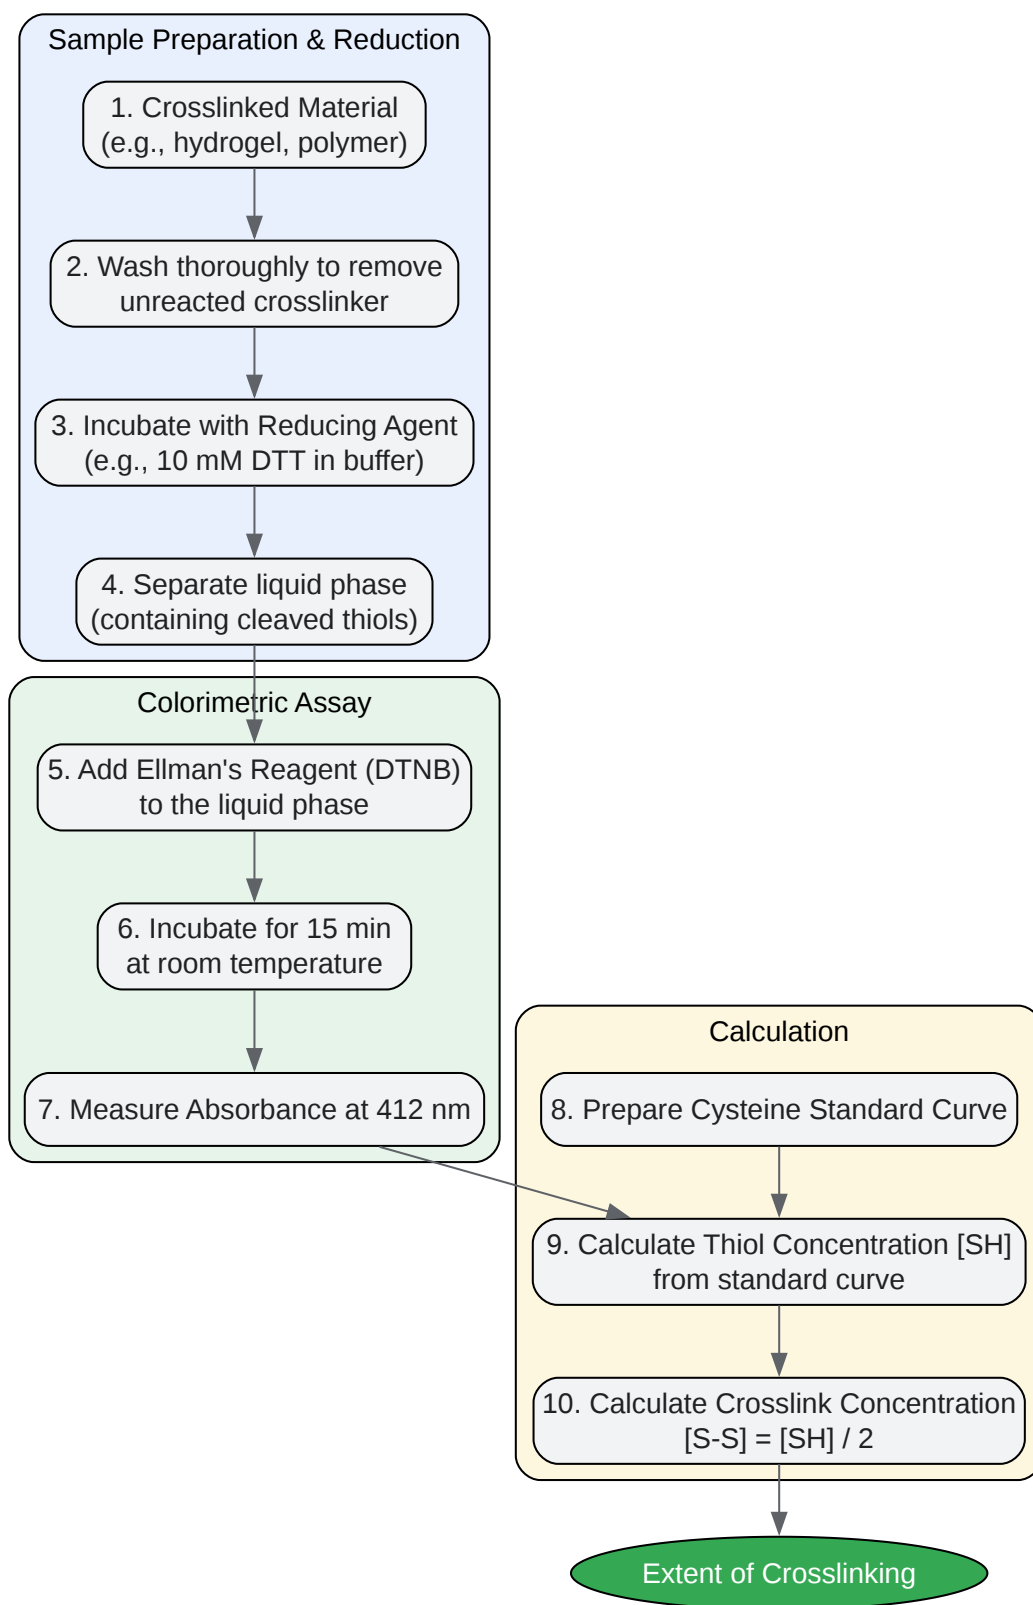 Sample Preparation & Reduction
1. Crosslinked Material
(e.g., hydrogel, polymer)
2. Wash thoroughly to remove
unreacted crosslinker
3. Incubate with Reducing Agent
(e.g., 10 mM DTT in buffer)
4. Separate liquid phase
(containing cleaved thiols)
Colorimetric Assay
5. Add Ellman's Reagent (DTNB)
to the liquid phase
6. Incubate for 15 min
at room temperature
7. Measure Absorbance at 412 nm
Calculation
8. Prepare Cysteine Standard Curve
9. Calculate Thiol Concentration [SH]
from standard curve
10. Calculate Crosslink Concentration
[S-S] = [SH] / 2
Extent of Crosslinking